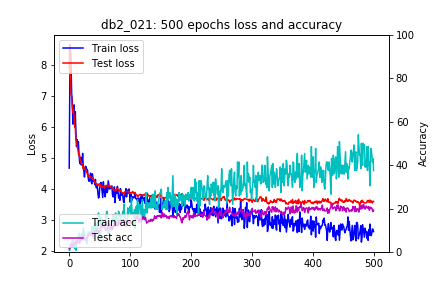 db2_021: 500 epochs loss and accuracy
Train loss
Test loss
Train acc
Test acc
Loss
Accuracy
8
7
6
5
4
3
2
100
80
60
40
20
0
0 100 200 300 400 500